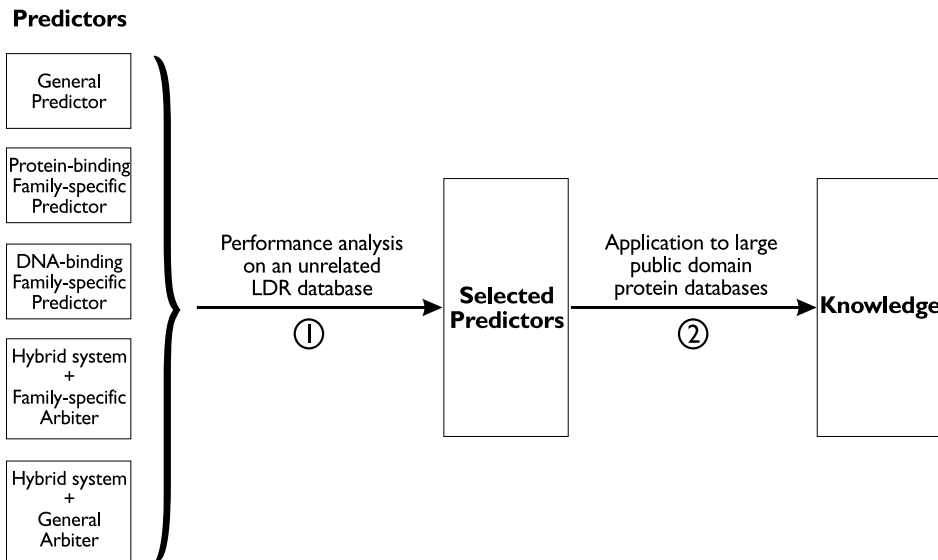 Predictors
General
Predictor
Protein-binding
Family-specific
Predictor
DNA-binding
Family-specific
Predictor
Hybrid system
+
Family-specific
Arbiter
Hybrid system
+
General
Arbiter
Performance analysis
on an unrelated
LDR database
1
Selected
Predictors
Application to large
public domain
protein databases
2
Knowledge